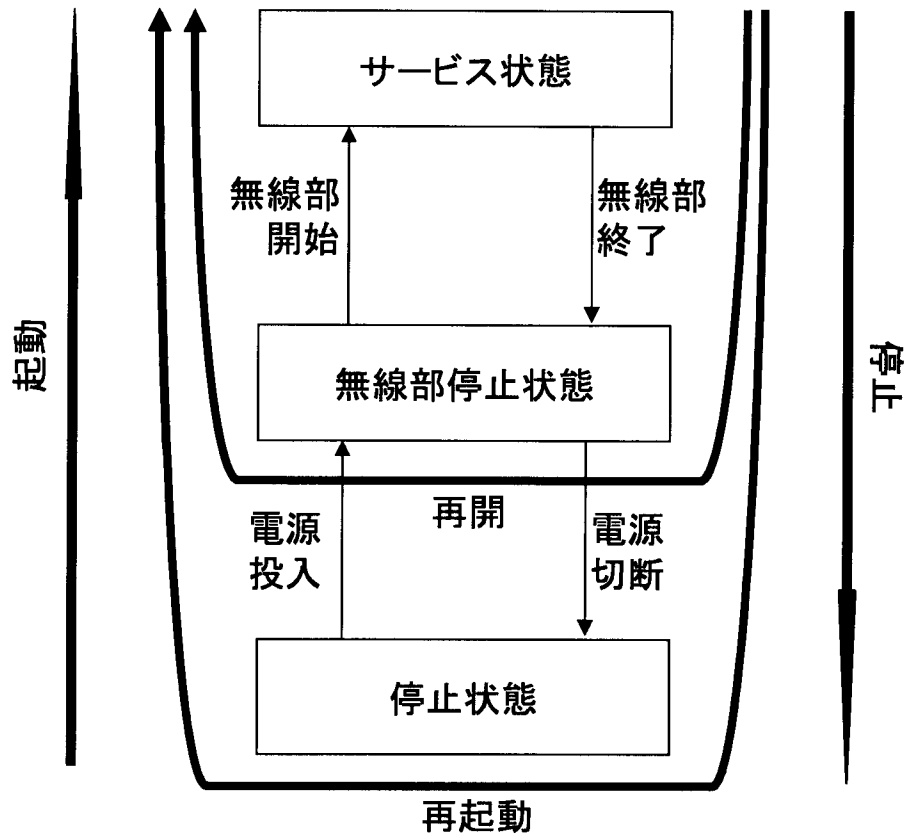 サービス状態
無線部
開始
無線部
終了
起動
無線部停止状態
停止
再開
電源
投入
電源
切断
停止状態
再起動